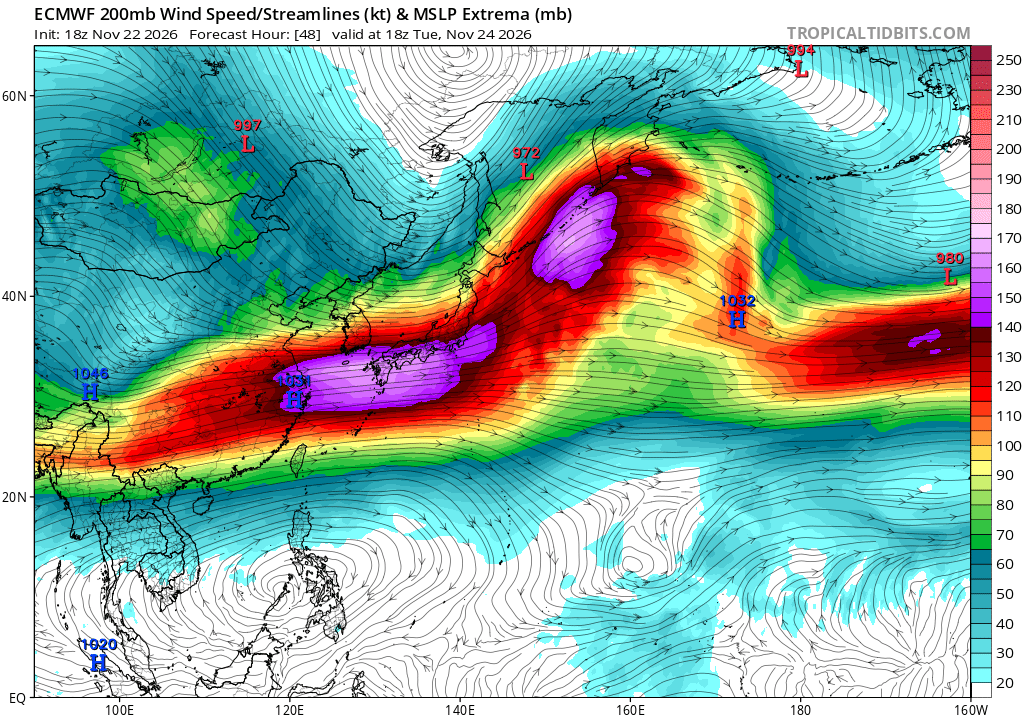 ECMWF 200mb Wind Speed/Streamlines (kt) & MSLP Extrema (mb)
Init: 18z Nov 22 2026 Forecast Hour: [48] valid at 18z Tue, Nov 24 2026
TROPICALTIDBITS.COM
994
L
997
L
972
L
980
L
1032
H
1046
H
1031
H
1020
H
60N
40N
20N
EQ
100E
120E
140E
160E
180
160W
250
230
210
200
190
180
170
160
150
140
130
120
110
100
90
80
70
60
50
40
30
20